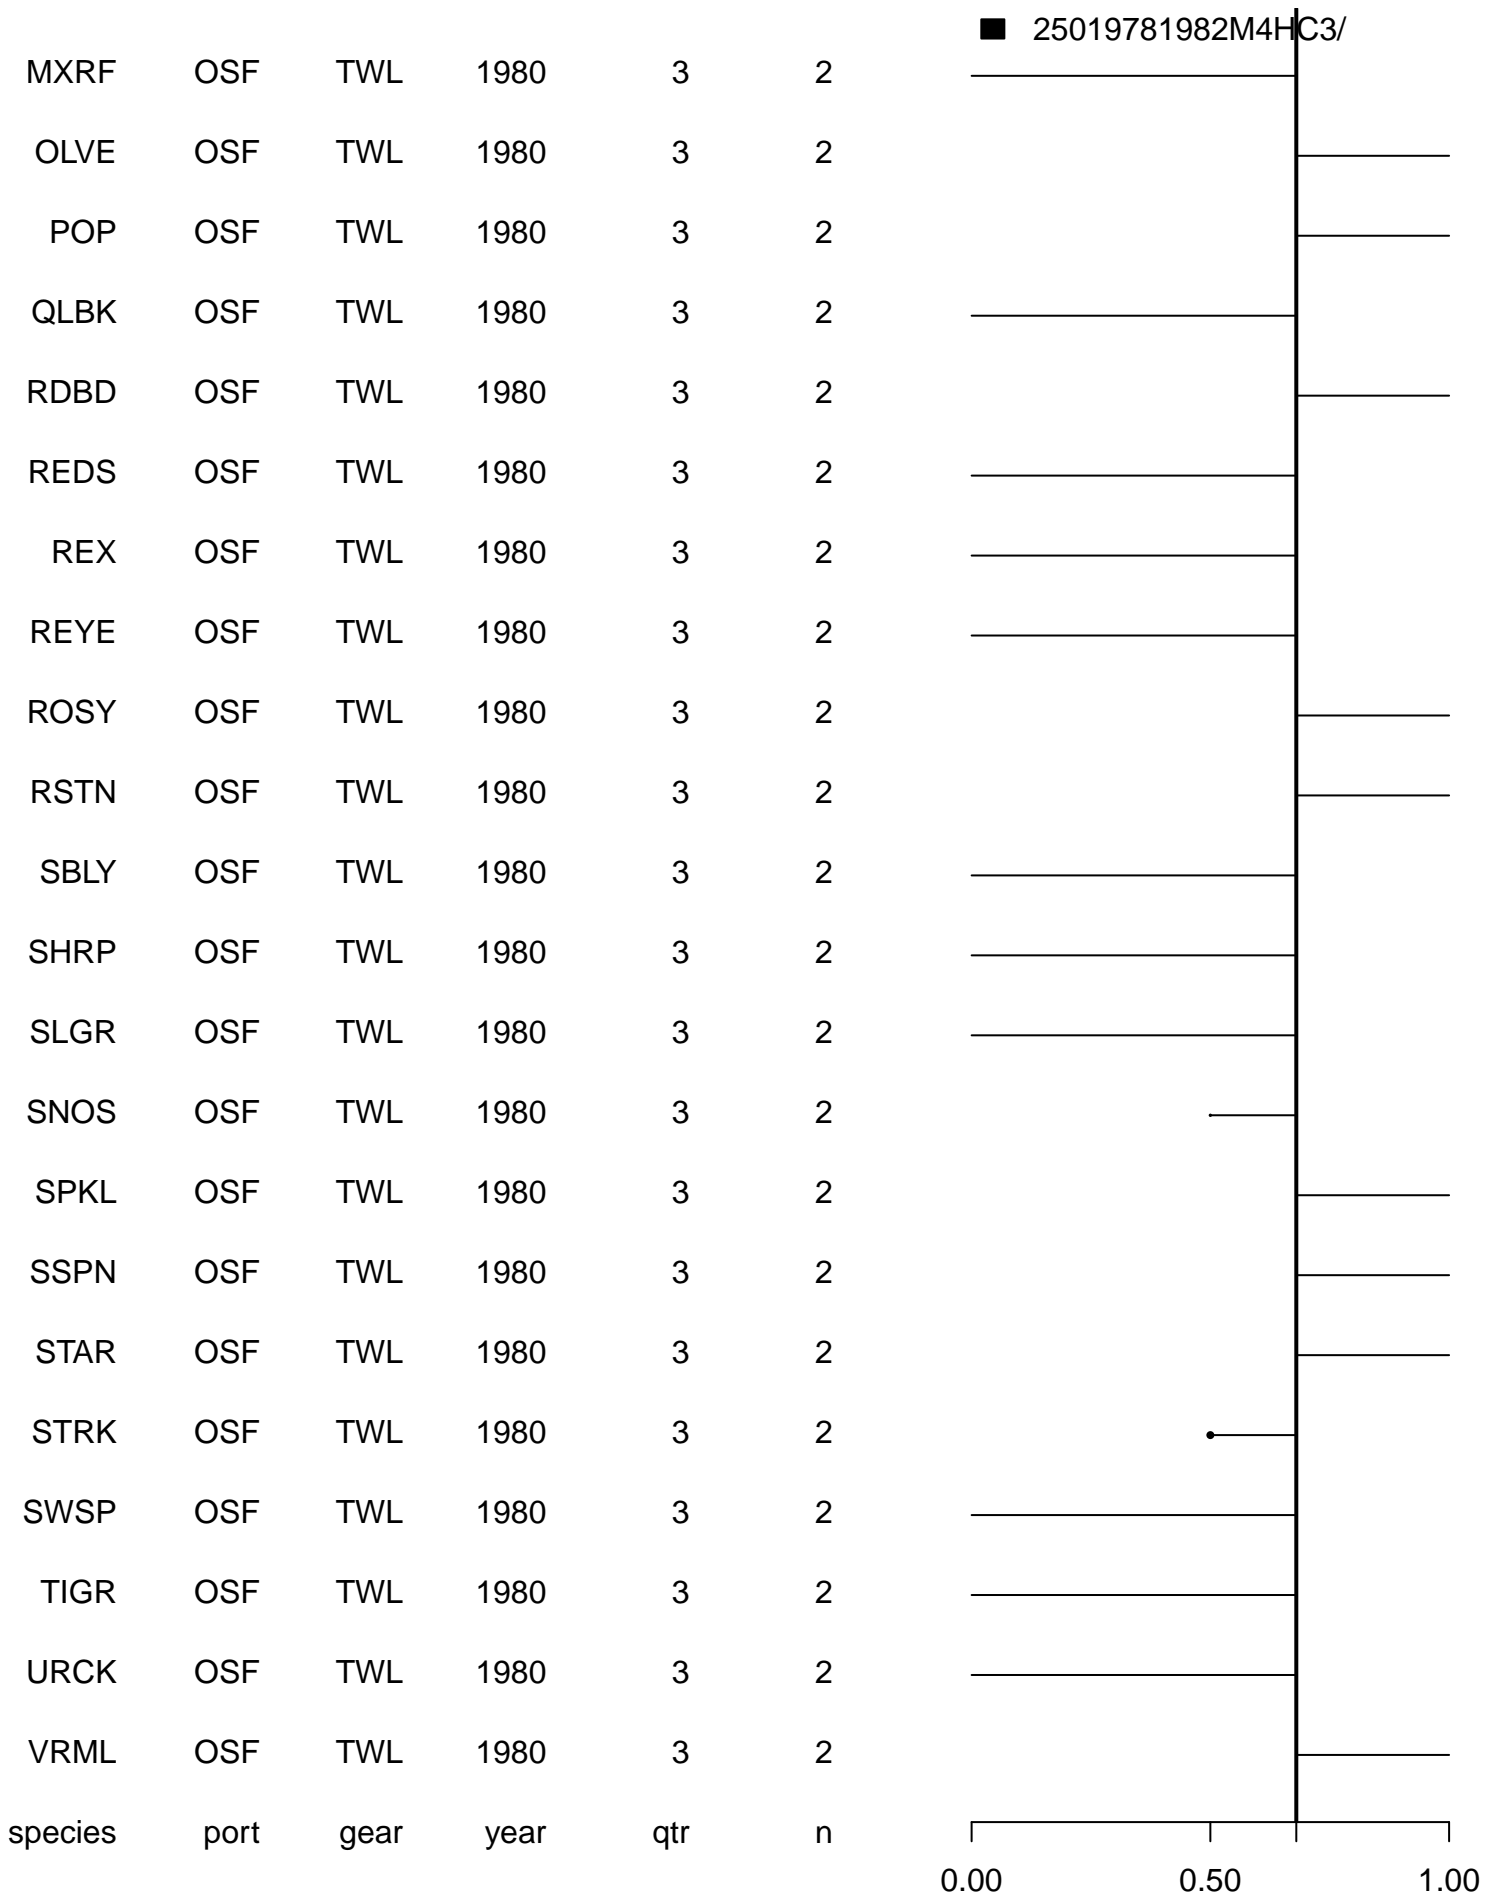 25019781982M4HC3/
MXRF OSF TWL 1980 3 2
OLVE OSF TWL 1980 3 2
POP OSF TWL 1980 3 2
QLBK OSF TWL 1980 3 2
RDBD OSF TWL 1980 3 2
REDS OSF TWL 1980 3 2
REX OSF TWL 1980 3 2
REYE OSF TWL 1980 3 2
ROSY OSF TWL 1980 3 2
RSTN OSF TWL 1980 3 2
SBLY OSF TWL 1980 3 2
SHRP OSF TWL 1980 3 2
SLGR OSF TWL 1980 3 2
SNOS OSF TWL 1980 3 2
SPKL OSF TWL 1980 3 2
SSPN OSF TWL 1980 3 2
STAR OSF TWL 1980 3 2
STRK OSF TWL 1980 3 2
SWSP OSF TWL 1980 3 2
TIGR OSF TWL 1980 3 2
URCK OSF TWL 1980 3 2
VRML OSF TWL 1980 3 2
species port gear year qtr n
0.00 0.50 1.00